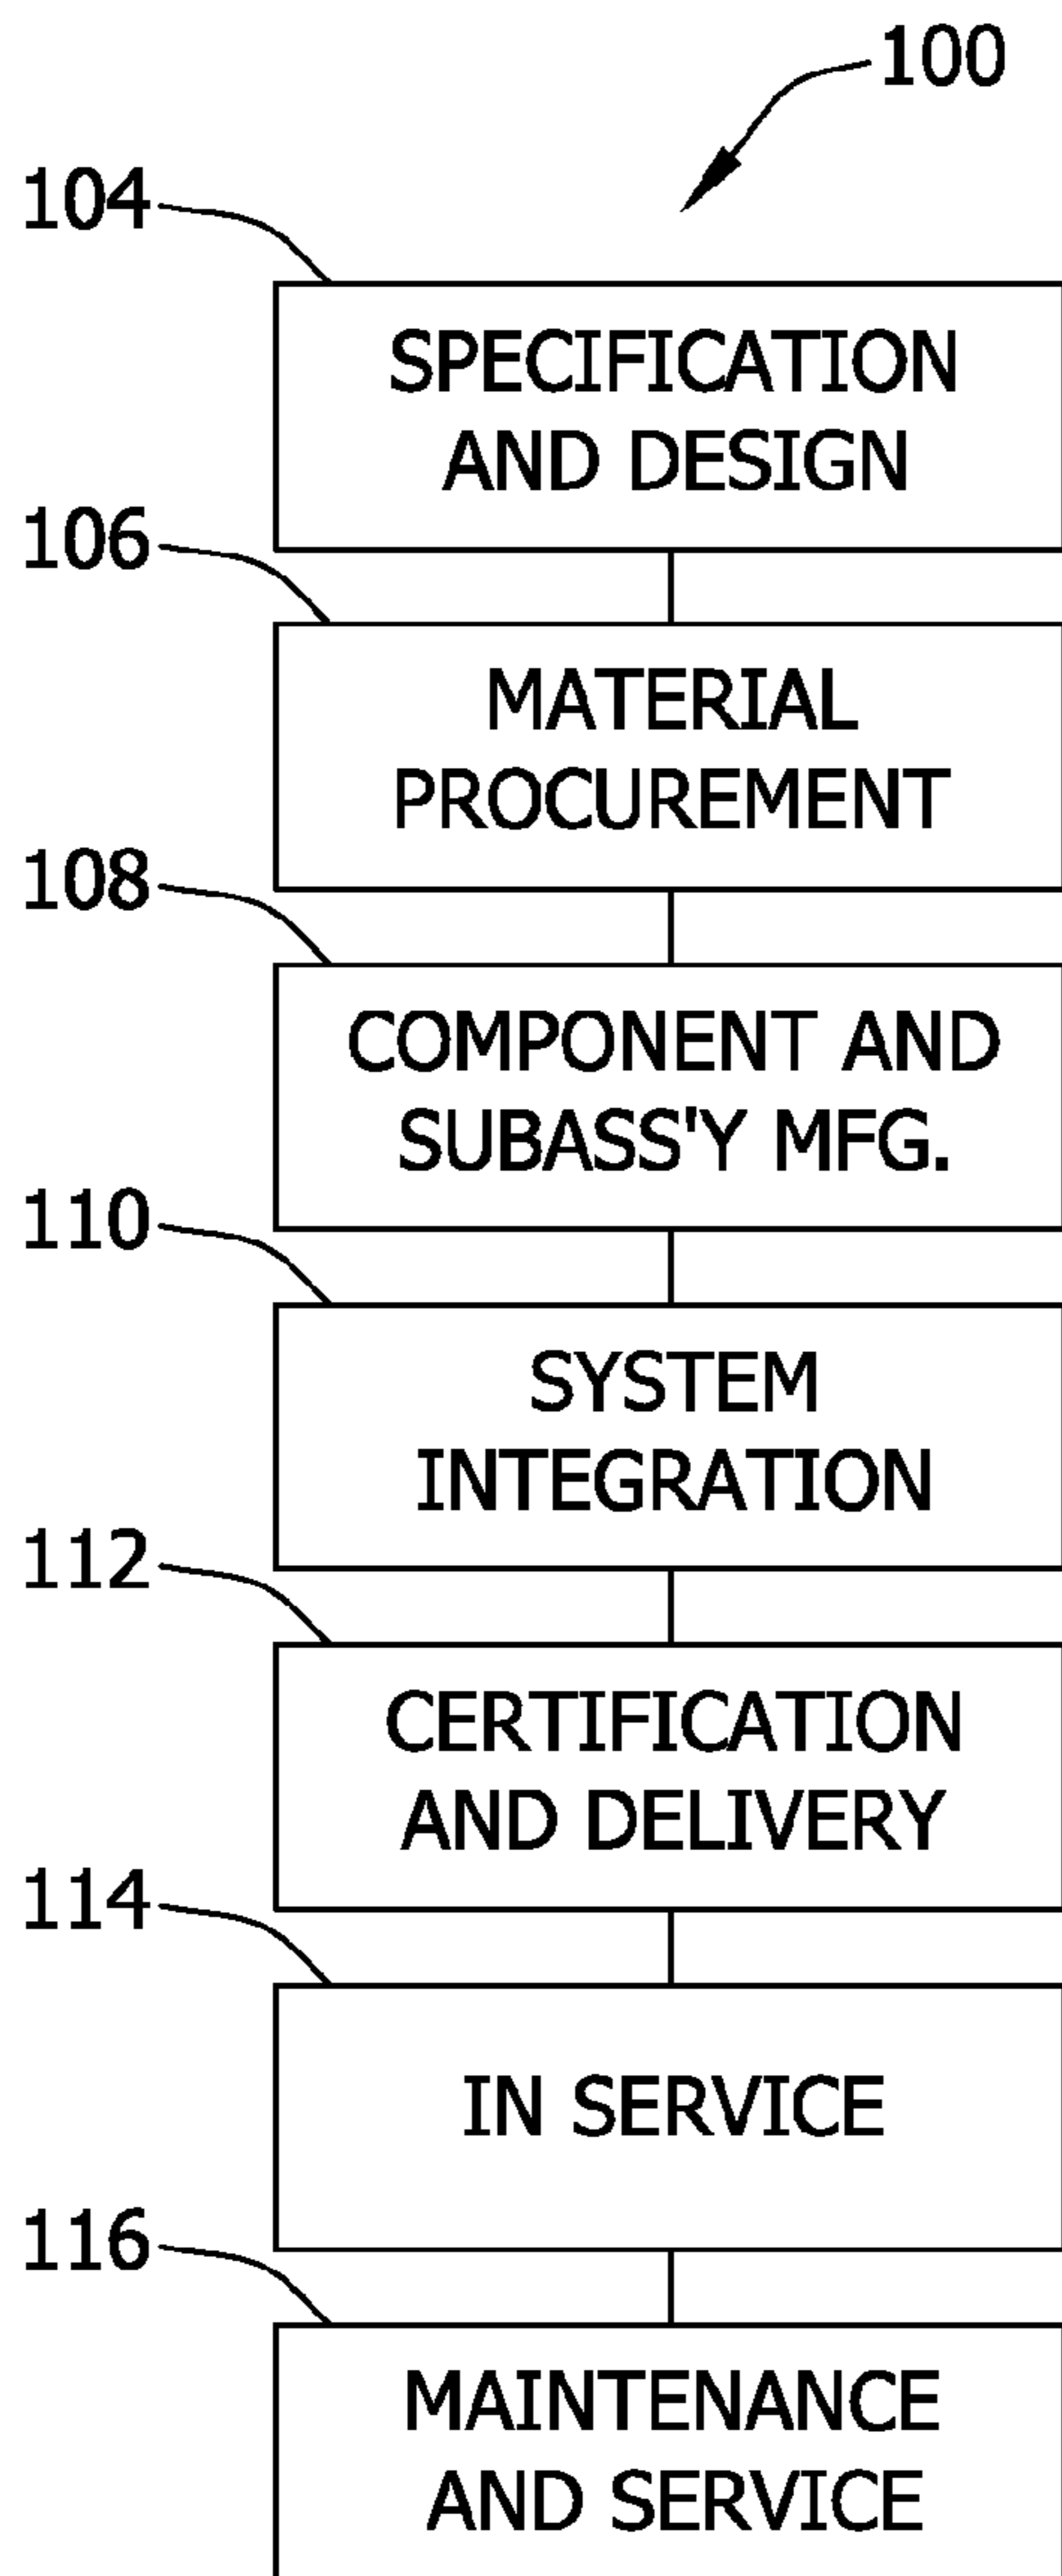 100
104
SPECIFICATION
AND DESIGN
106
MATERIAL
PROCUREMENT
108
COMPONENT AND
SUBASS'Y MFG.
110
SYSTEM
INTEGRATION
112
CERTIFICATION
AND DELIVERY
114
IN SERVICE
116
MAINTENANCE
AND SERVICE